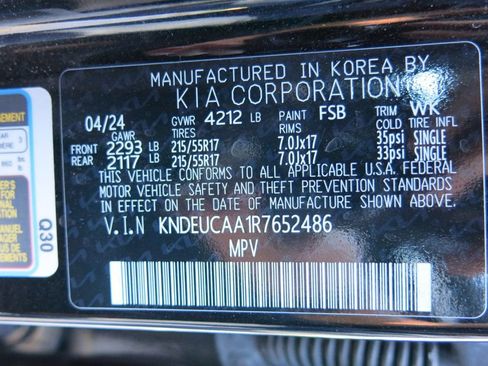 MANUFACTURED IN KOREA BY
KIA CORPORATION
04/24 GVWR 4212 LB PAINT FSB TRIM WK
GAWR TIRES RIMS COLD TIRE INFL
FRONT 2293 LB 215/55R17 7.0Jx17 35psi SINGLE
REAR 2117 LB 215/55R17 7.0Jx17 33psi SINGLE
THIS VEHICLE CONFORMS TO ALL APPLICABLE U.S.A. FEDERAL
MOTOR VEHICLE SAFETY AND THEFT PREVENTION STANDARDS
IN EFFECT ON THE DATE OF MANUFACTURE SHOWN ABOVE.
V.I.N KNDEUCAA1R7652486
MPV
Q30